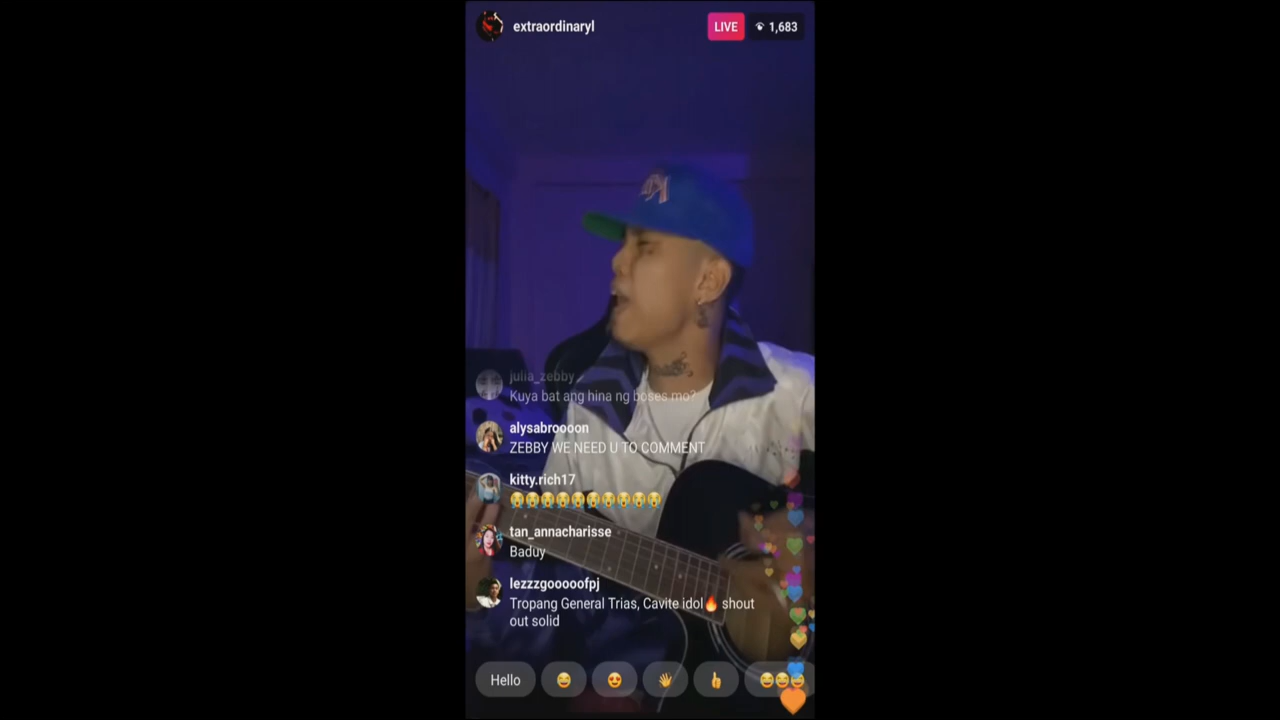 extraordinaryl
LIVE
1,683
julia_zebby
Kuya bat ang hina ng boses mo?
alysabroooon
ZEBBY WE NEED U TO COMMENT
kitty.rich17
😭😭😭😭😭😭😭😭😭😭
tan_annacharisse
Baduy
lezzzgooooofpj
Tropang General Trias, Cavite idol🔥 shout
out solid
Hello